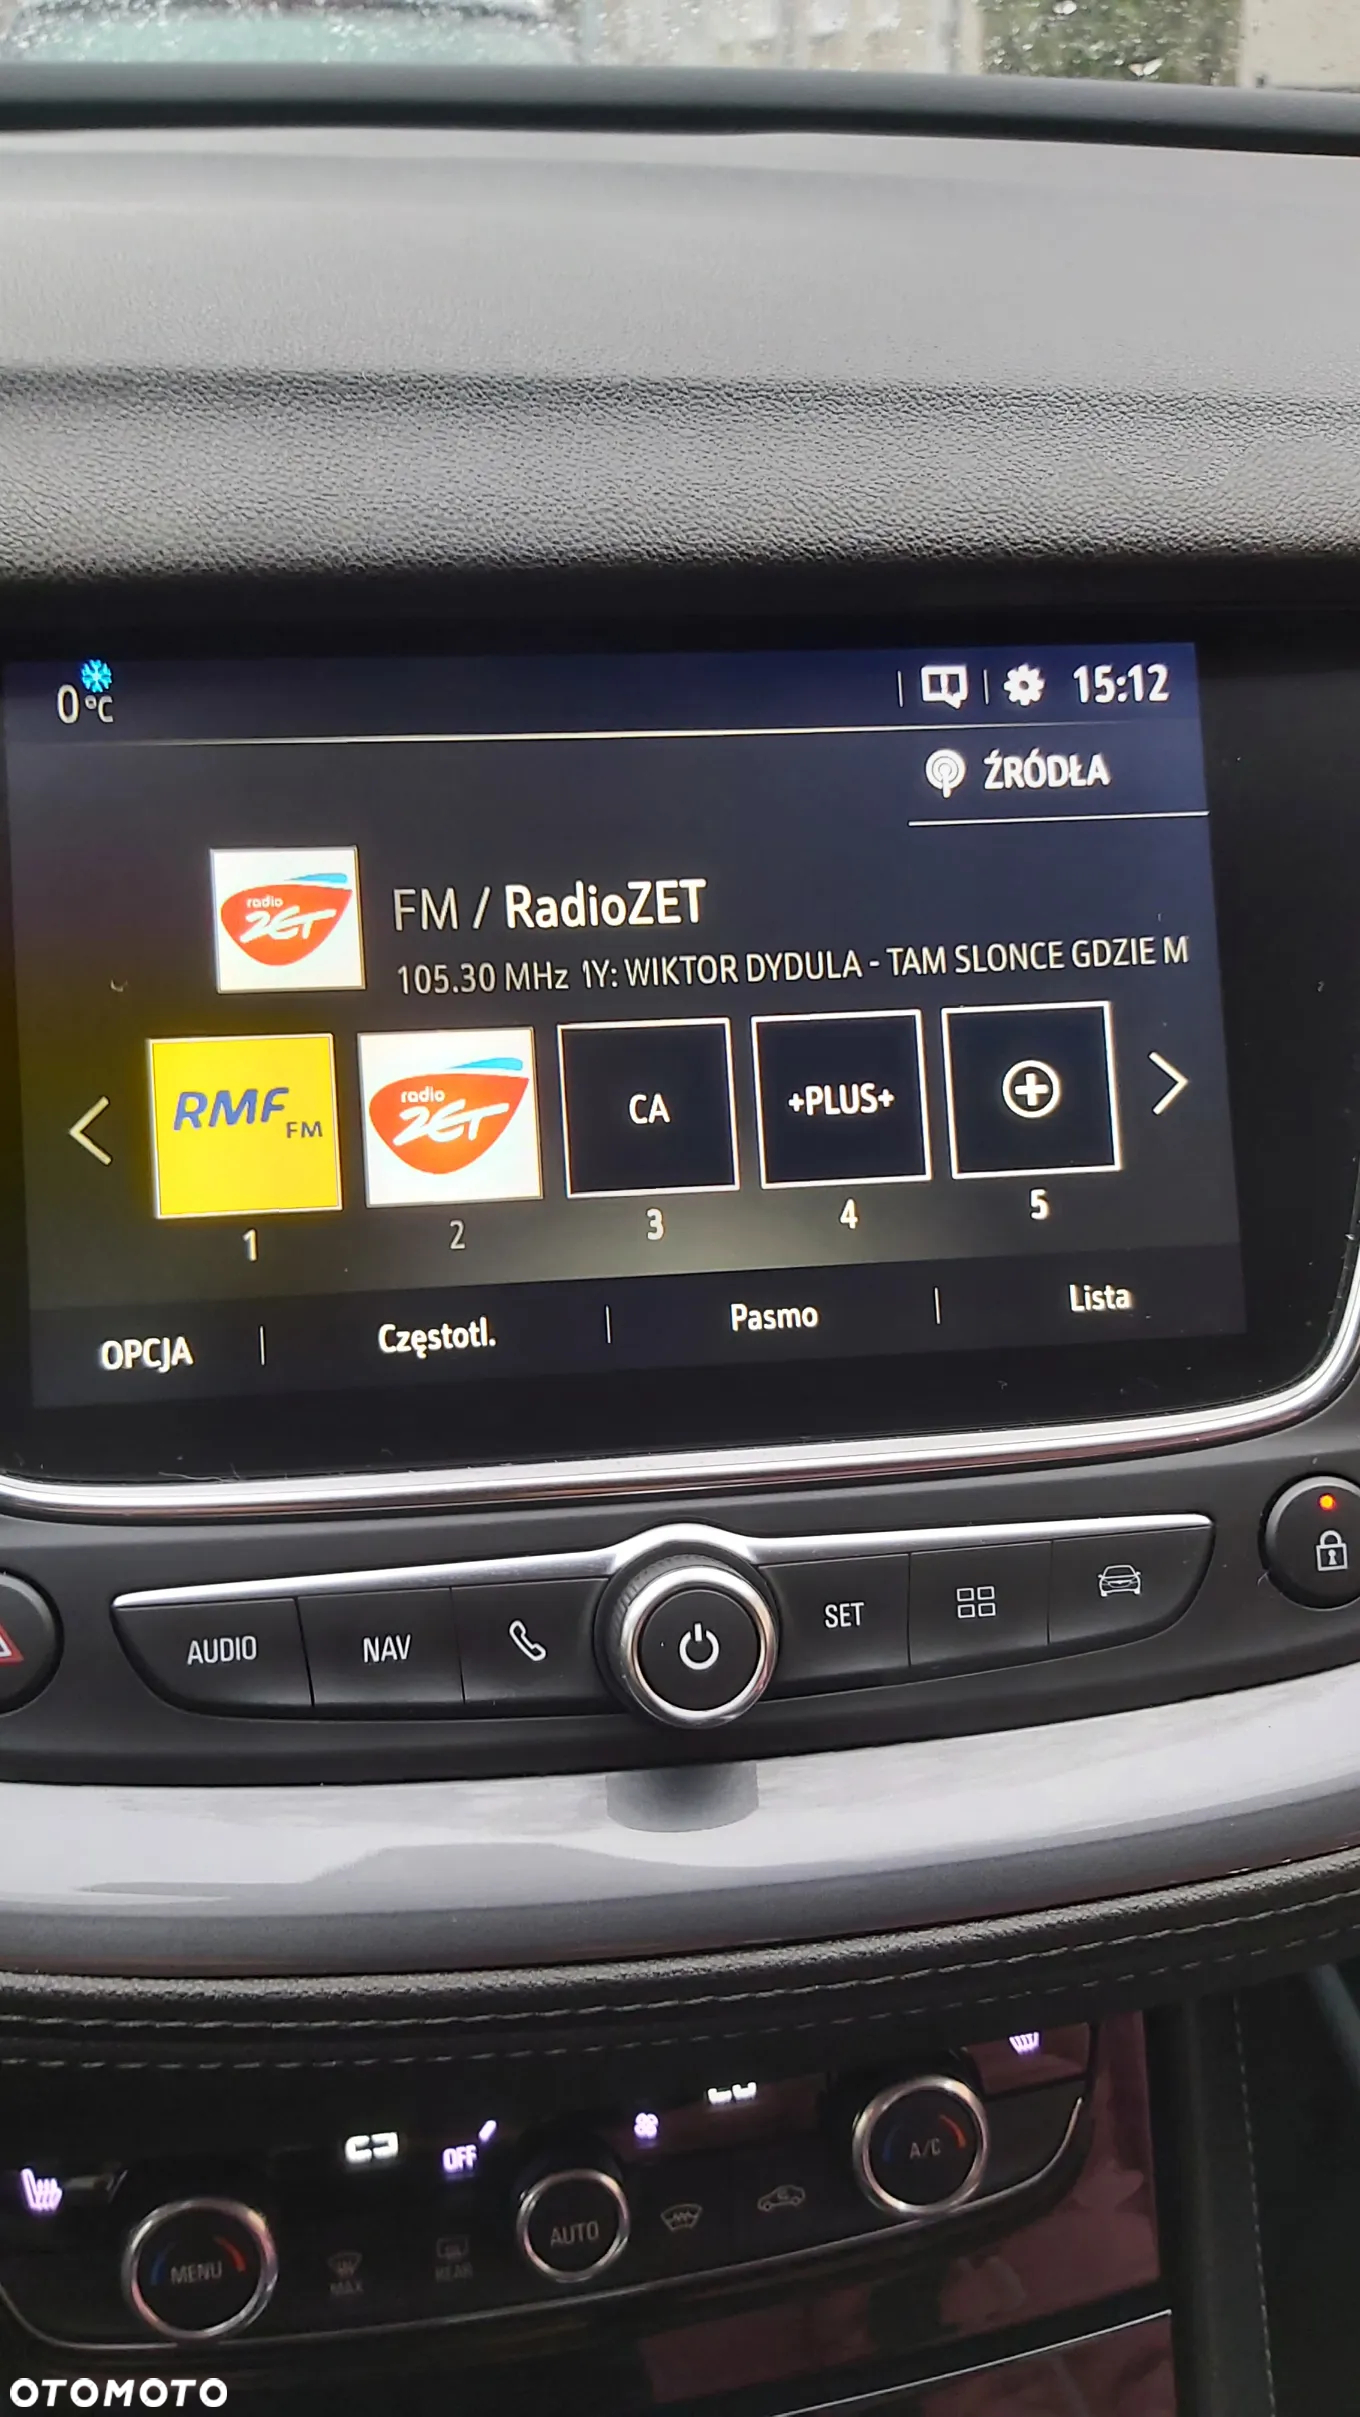 0 °C
15:12
ŹRÓDŁA
radio ZET
FM / RadioZET
105.30 MHz 1Y: WIKTOR DYDULA - TAM SLONCE GDZIE M
RMF FM
radio ZET
CA
+PLUS+
1
2
3
4
5
OPCJA
Częstotl.
Pasmo
Lista
AUDIO
NAV
SET
OFF
A/C
MENU
AUTO
MAX
REAR
OTOMOTO